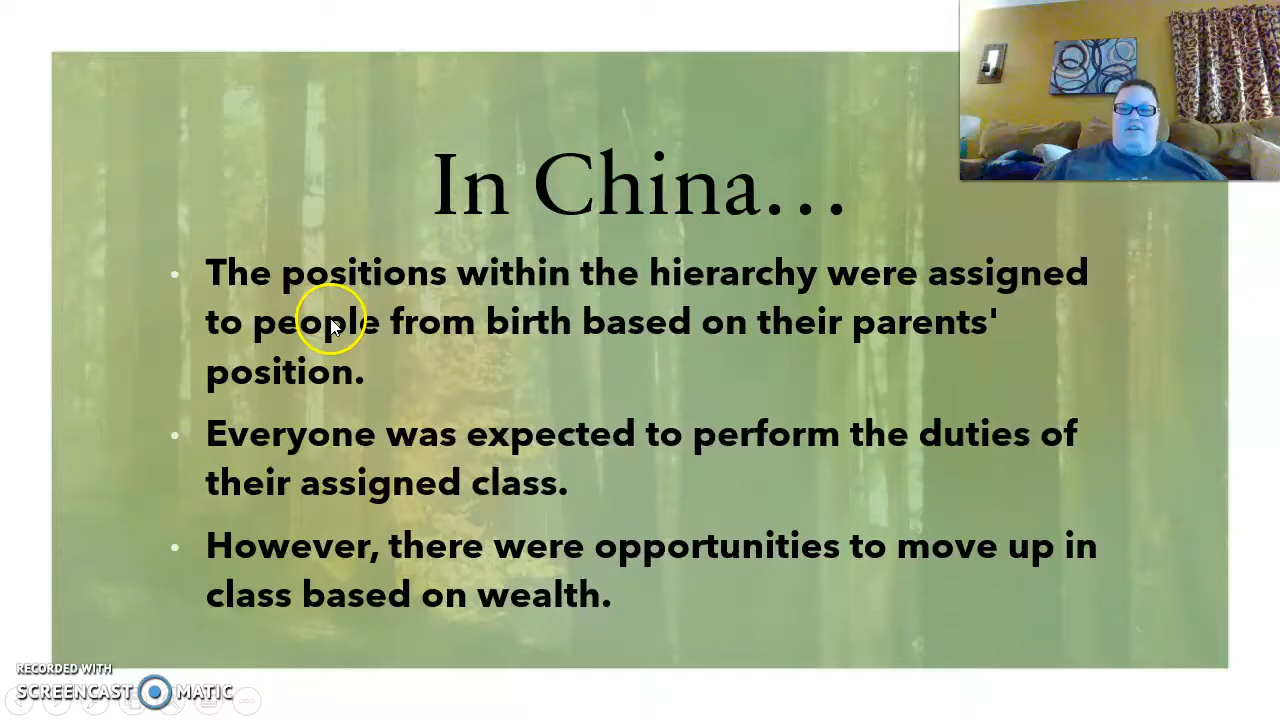 In China…
The positions within the hierarchy were assigned
to people from birth based on their parents'
position.
Everyone was expected to perform the duties of
their assigned class.
However, there were opportunities to move up in
class based on wealth.
RECORDED WITH
SCREENCAST MATIC